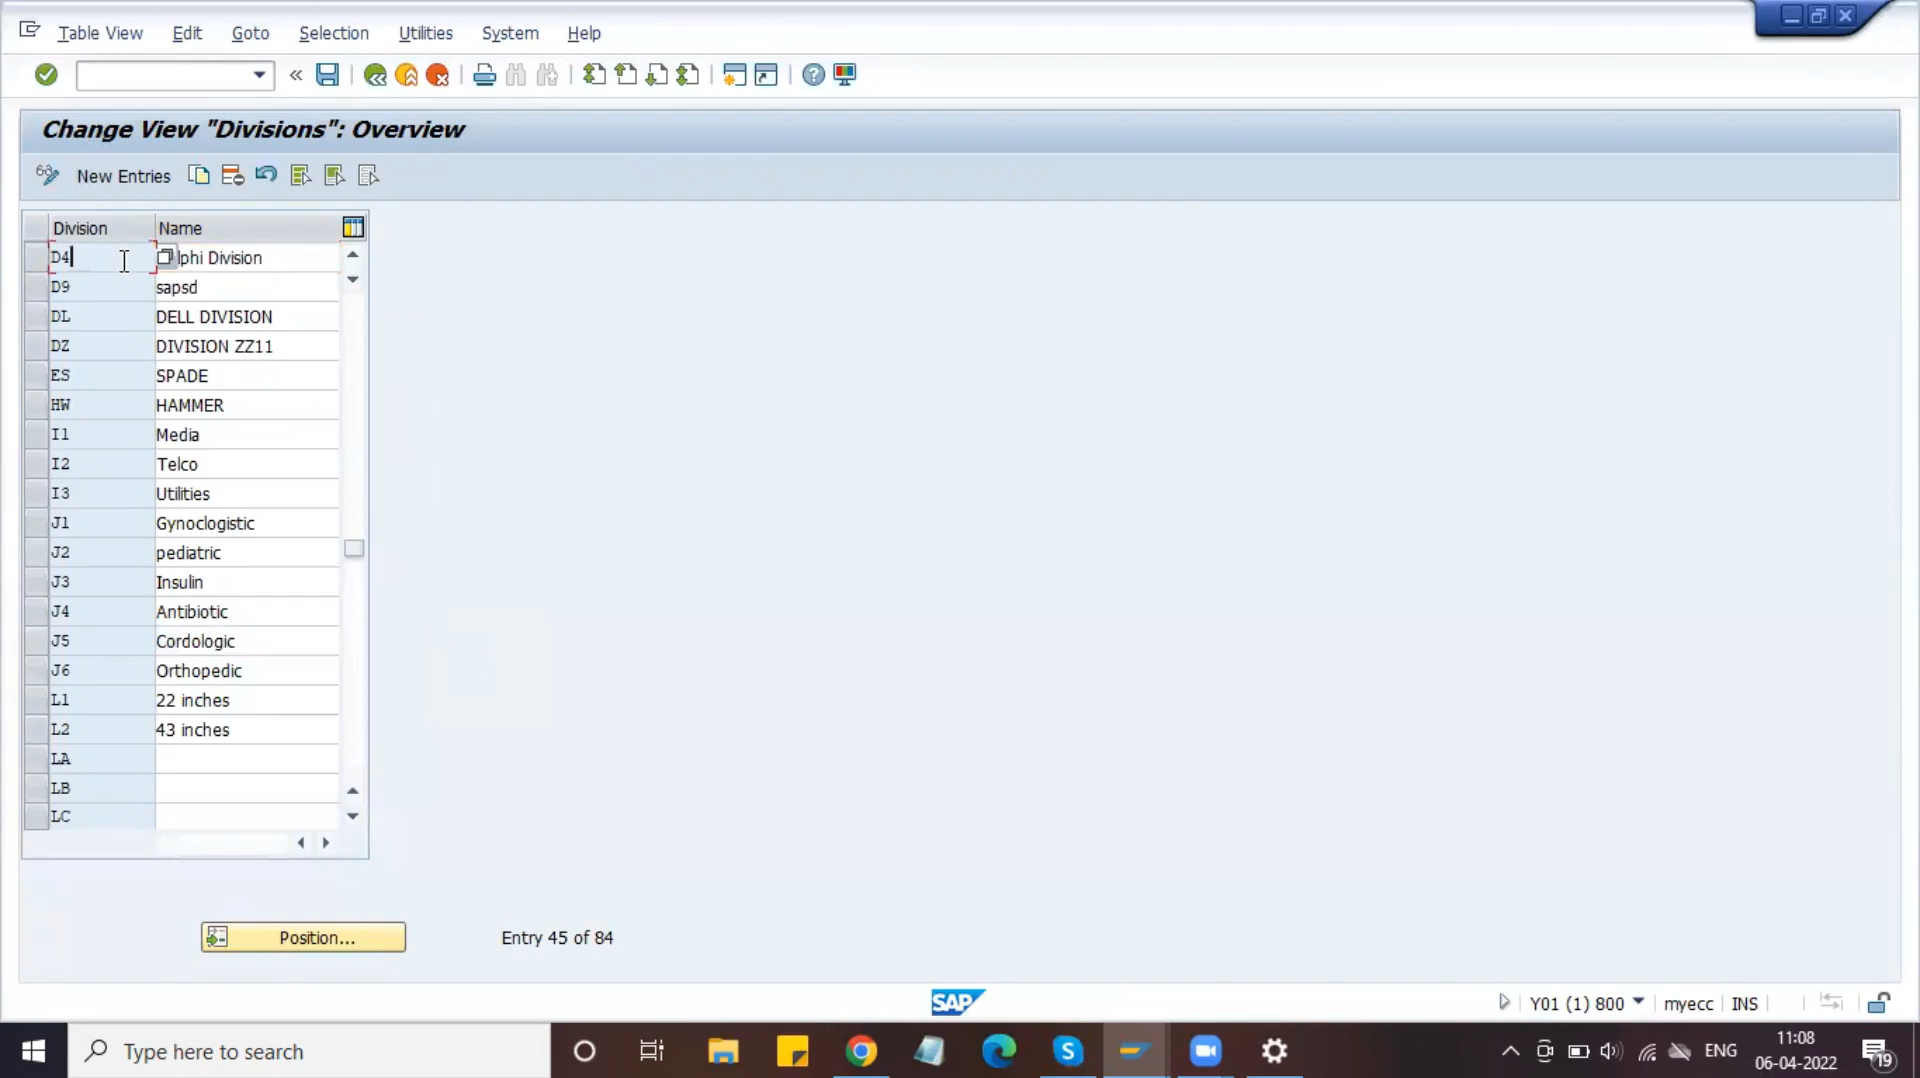 Table View Edit Goto Selection Utilities System Help
Change View "Divisions": Overview
New Entries
Division Name
D4 lphi Division
D9 sapsd
DL DELL DIVISION
DZ DIVISION ZZ11
ES SPADE
HW HAMMER
I1 Media
I2 Telco
I3 Utilities
J1 Gynoclogistic
J2 pediatric
J3 Insulin
J4 Antibiotic
J5 Cordologic
J6 Orthopedic
L1 22 inches
L2 43 inches
LA
LB
LC
Position... Entry 45 of 84
SAP Y01 (1) 800 myecc INS
Type here to search ENG 11:08
06-04-2022 19